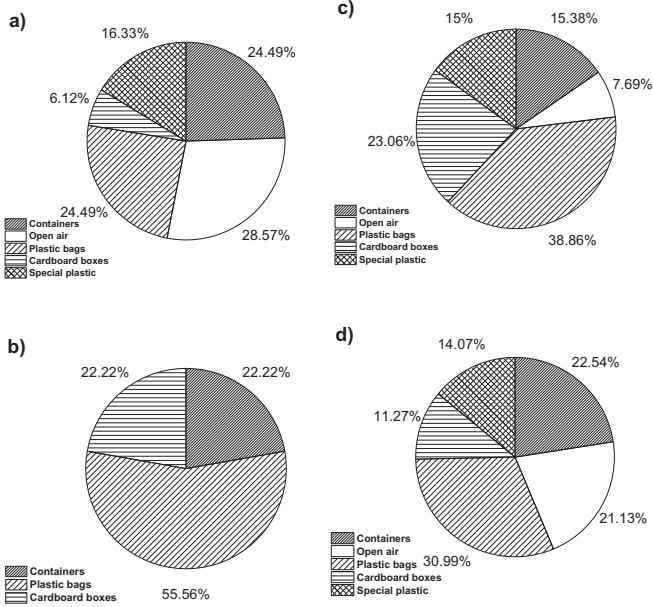 a)
16.33%
24.49%
6.12%
24.49%
28.57%
Containers
Open air
Plastic bags
Cardboard boxes
Special plastic
c)
15%
15.38%
7.69%
23.06%
38.86%
Containers
Open air
Plastic bags
Cardboard boxes
Special plastic
b)
22.22%
22.22%
55.56%
Containers
Plastic bags
Cardboard boxes
d)
14.07%
22.54%
11.27%
21.13%
30.99%
Containers
Open air
Plastic bags
Cardboard boxes
Special plastic